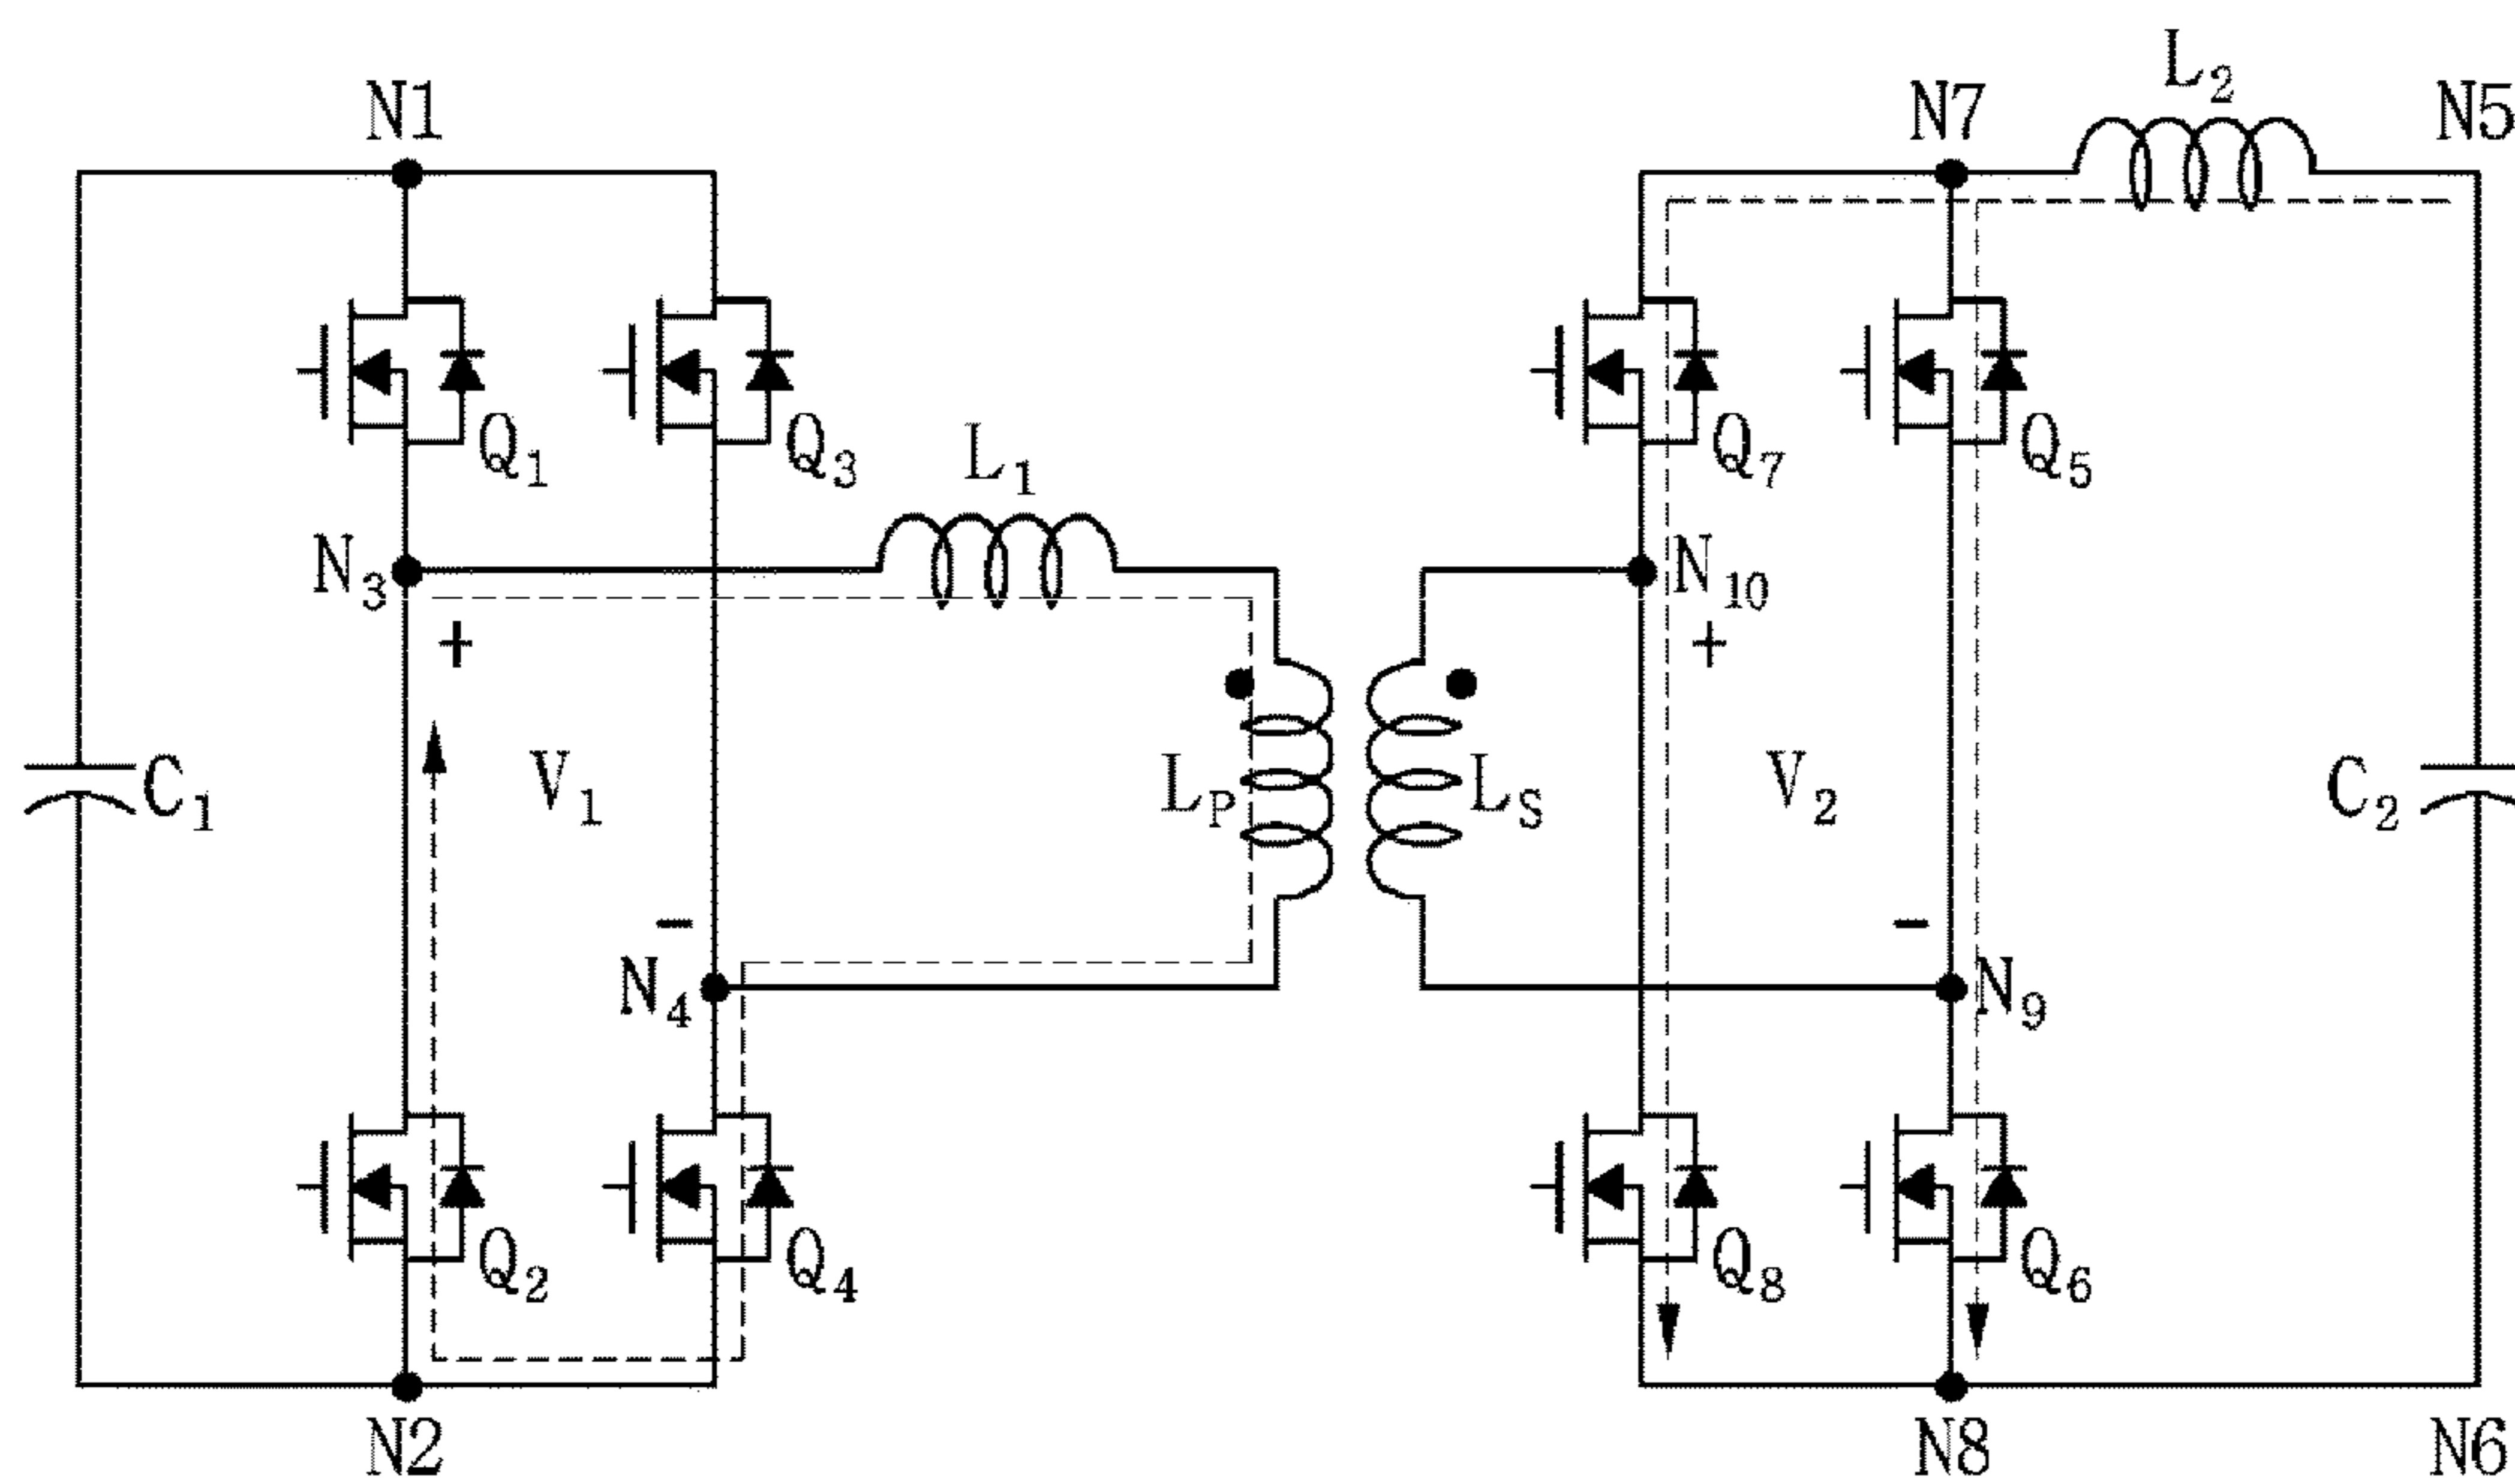 N1
N7
L2
N5
Q1
Q3
Q7
Q5
L1
N3
N10
+
+
C1
V1
LP
LS
V2
C2
-
-
N4
N9
Q2
Q4
Q8
Q6
N2
N8
N6